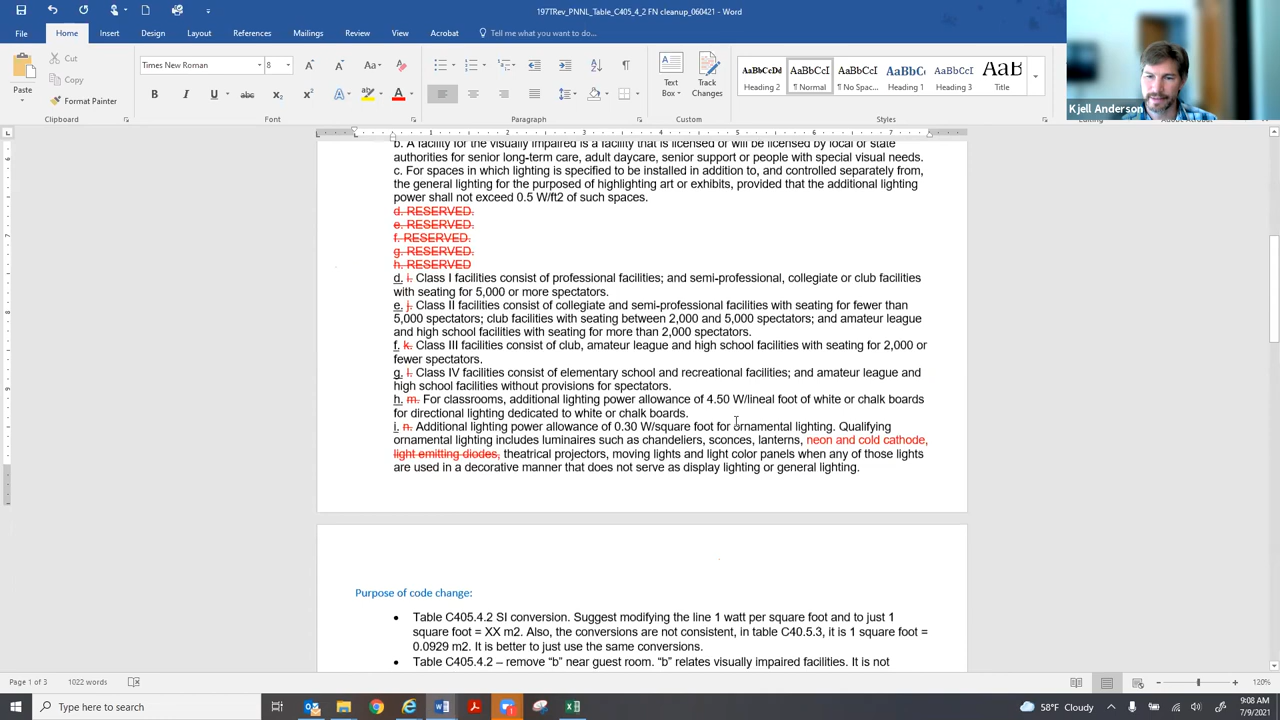 197TRev_PNNL_Table_C405_4_2 FN cleanup_060421 - Word
File Home Insert Draw Design Layout References Mailings Review View Acrobat Tell me what you want to do...
Paste Cut Copy Format Painter
Clipboard
Times New Roman 8
Font
Paragraph
Text Box Track Changes
AaBbCcDd Heading 2 AaBbCcI ¶ Normal AaBbCcI ¶ No Spac... AaBbC( Heading 1 AaBbCcI Heading 3 AaB Title
Styles
Kjell Anderson
b. A facility for the visually impaired is a facility that is licensed or will be licensed by local or state
authorities for senior long-term care, adult daycare, senior support or people with special visual needs.
c. For spaces in which lighting is specified to be installed in addition to, and controlled separately from,
the general lighting for the purposed of highlighting art or exhibits, provided that the additional lighting
power shall not exceed 0.5 W/ft2 of such spaces.
d. RESERVED.
e. RESERVED.
f. RESERVED.
g. RESERVED.
h. RESERVED
d. i. Class I facilities consist of professional facilities; and semi-professional, collegiate or club facilities
with seating for 5,000 or more spectators.
e. j. Class II facilities consist of collegiate and semi-professional facilities with seating for fewer than
5,000 spectators; club facilities with seating between 2,000 and 5,000 spectators; and amateur league
and high school facilities with seating for more than 2,000 spectators.
f. k. Class III facilities consist of club, amateur league and high school facilities with seating for 2,000 or
fewer spectators.
g. l. Class IV facilities consist of elementary school and recreational facilities; and amateur league and
high school facilities without provisions for spectators.
h. m. For classrooms, additional lighting power allowance of 4.50 W/lineal foot of white or chalk boards
for directional lighting dedicated to white or chalk boards.
i. n. Additional lighting power allowance of 0.30 W/square foot for ornamental lighting. Qualifying
ornamental lighting includes luminaires such as chandeliers, sconces, lanterns, neon and cold cathode,
light emitting diodes, theatrical projectors, moving lights and light color panels when any of those lights
are used in a decorative manner that does not serve as display lighting or general lighting.
Purpose of code change:
• Table C405.4.2 SI conversion. Suggest modifying the line 1 watt per square foot and to just 1
square foot = XX m2. Also, the conversions are not consistent, in table C40.5.3, it is 1 square foot =
0.0929 m2. It is better to just use the same conversions.
• Table C405.4.2 – remove “b” near guest room. “b” relates visually impaired facilities. It is not
Page 1 of 3 1022 words 120%
Type here to search 58°F Cloudy 9:08 AM
7/9/2021